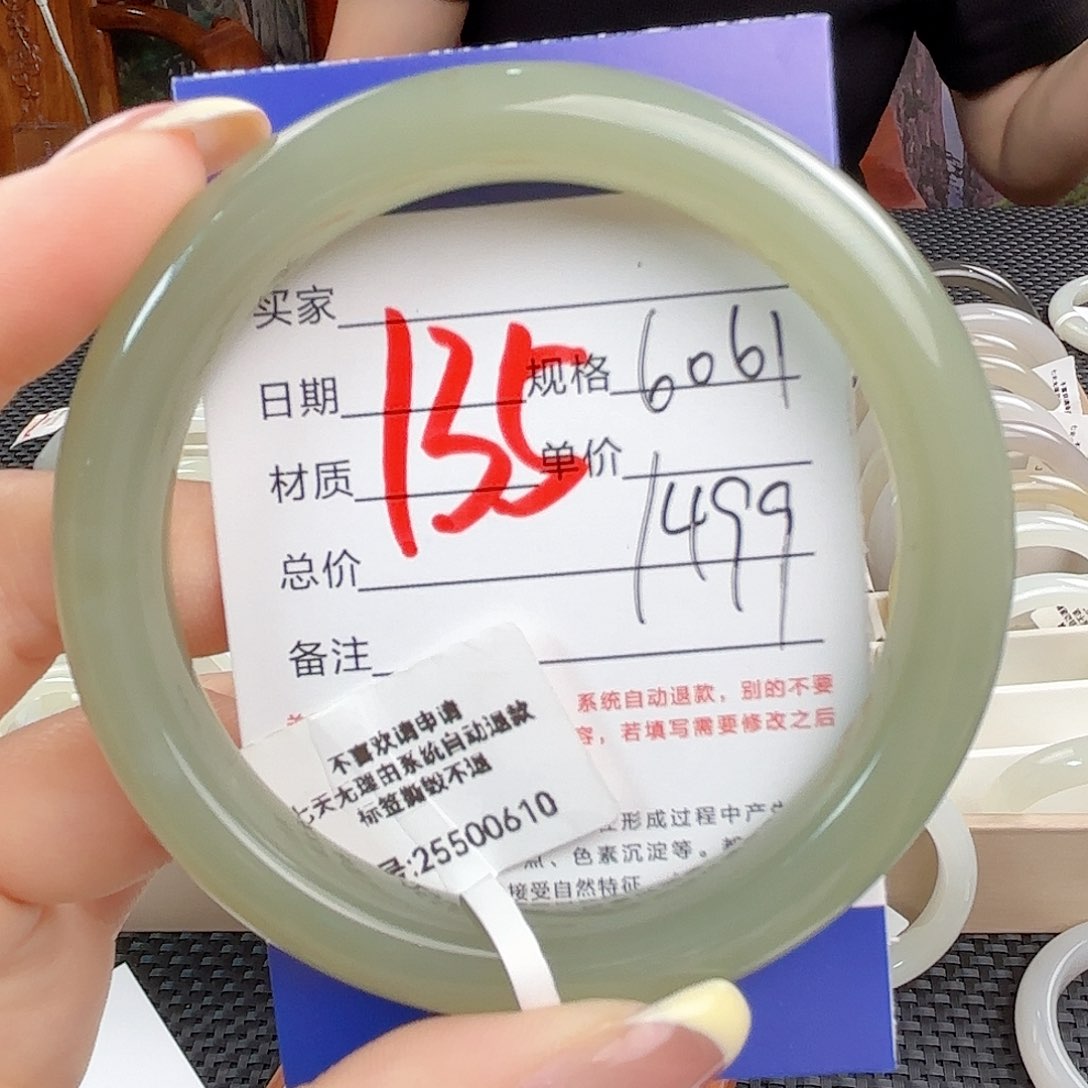 买家
135
日期 规格 6061
材质 单价
1499
总价
备注
系统自动退款，别的不要
容，若填写需要修改之后
不喜欢请申请
七天无理由系统自动退款
标签撕毁不退
号:25500610
形成过程中产生
色素沉淀等。
接受自然特征